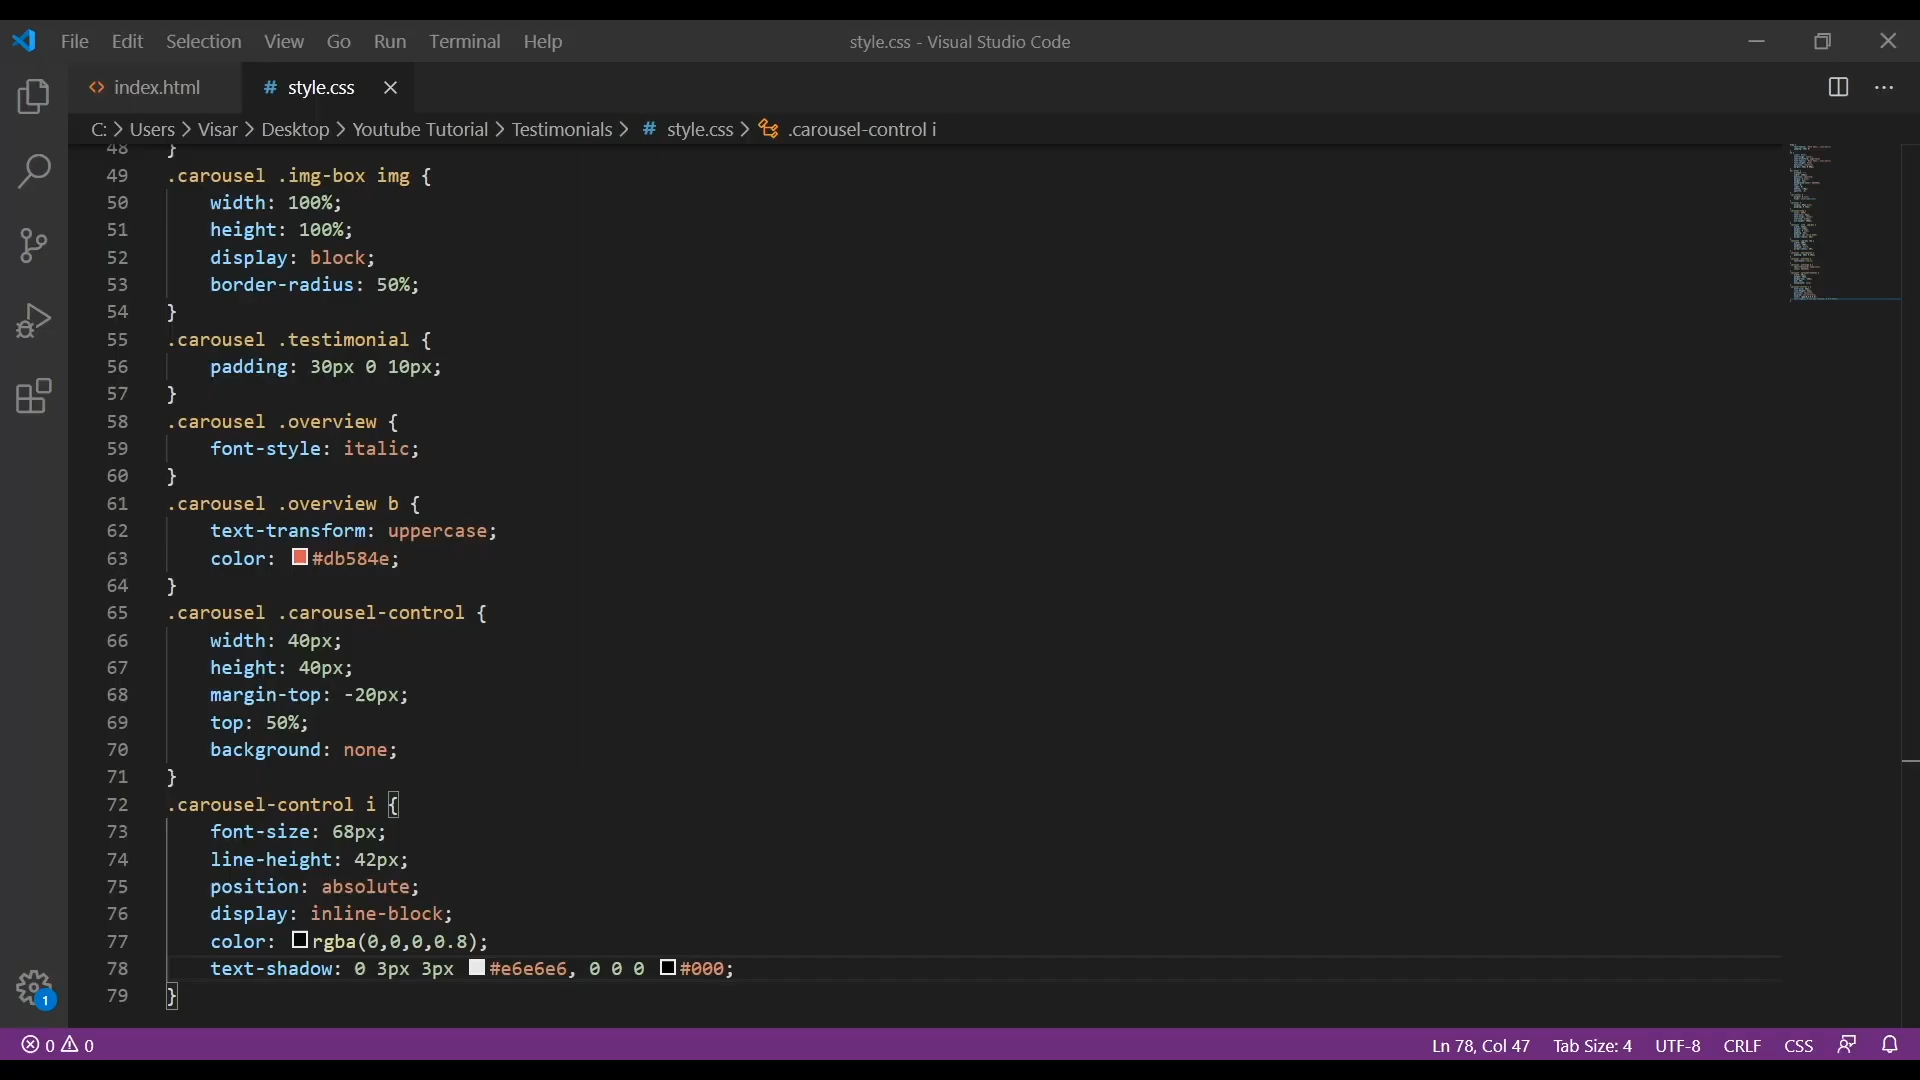 File Edit Selection View Go Run Terminal Help style.css - Visual Studio Code
index.html # style.css
C: > Users > Visar > Desktop > Youtube Tutorial > Testimonials > # style.css > .carousel-control i
48 }
49 .carousel .img-box img {
50 width: 100%;
51 height: 100%;
52 display: block;
53 border-radius: 50%;
54 }
55 .carousel .testimonial {
56 padding: 30px 0 10px;
57 }
58 .carousel .overview {
59 font-style: italic;
60 }
61 .carousel .overview b {
62 text-transform: uppercase;
63 color: #db584e;
64 }
65 .carousel .carousel-control {
66 width: 40px;
67 height: 40px;
68 margin-top: -20px;
69 top: 50%;
70 background: none;
71 }
72 .carousel-control i {
73 font-size: 68px;
74 line-height: 42px;
75 position: absolute;
76 display: inline-block;
77 color: rgba(0,0,0,0.8);
78 text-shadow: 0 3px 3px #e6e6e6, 0 0 0 #000;
79 }
1
0 0 Ln 78, Col 47 Tab Size: 4 UTF-8 CRLF CSS